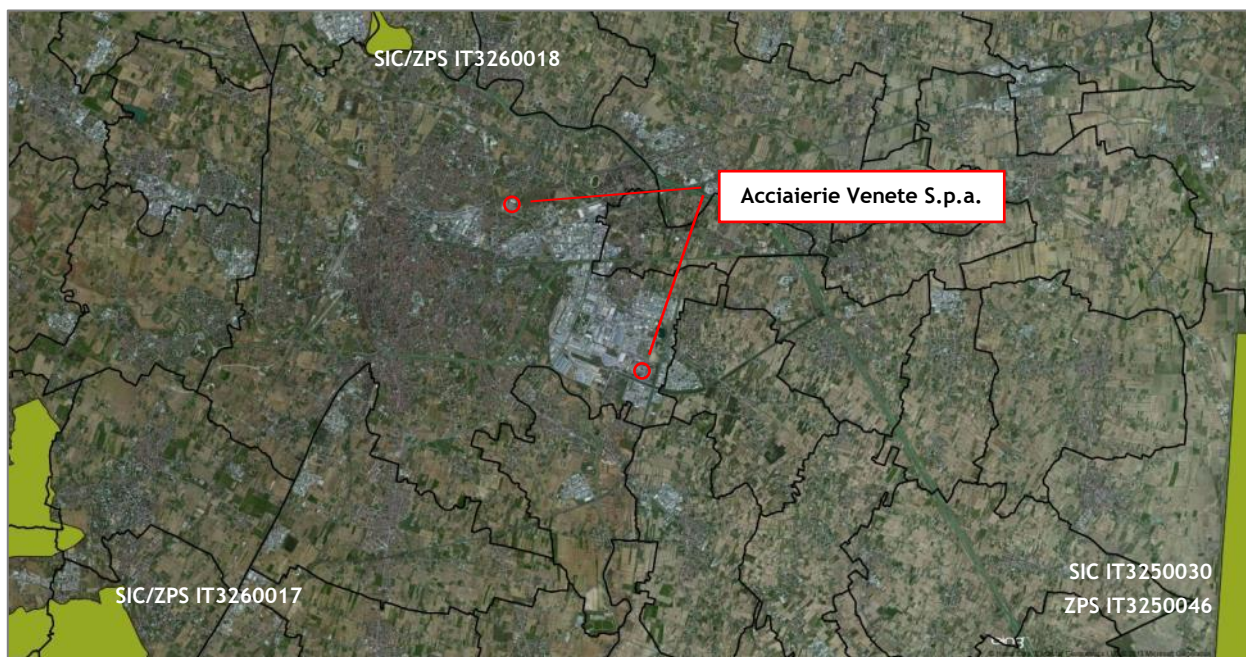 SIC/ZPS IT3260018
Acciaierie Venete S.p.a.
SIC IT3250030
SIC/ZPS IT3260017
ZPS IT3250046